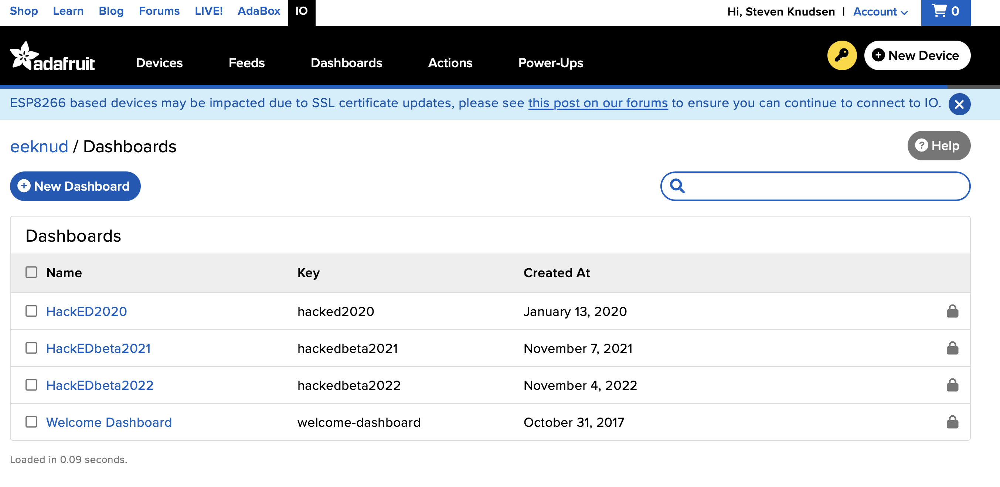 Shop Learn Blog Forums LIVE! AdaBox IO Hi, Steven Knudsen | Account 0
adafruit Devices Feeds Dashboards Actions Power-Ups New Device
ESP8266 based devices may be impacted due to SSL certificate updates, please see this post on our forums to ensure you can continue to connect to IO.
eeknud / Dashboards Help
New Dashboard
Dashboards
Name Key Created At
HackED2020 hacked2020 January 13, 2020
HackEDbeta2021 hackedbeta2021 November 7, 2021
HackEDbeta2022 hackedbeta2022 November 4, 2022
Welcome Dashboard welcome-dashboard October 31, 2017
Loaded in 0.09 seconds.